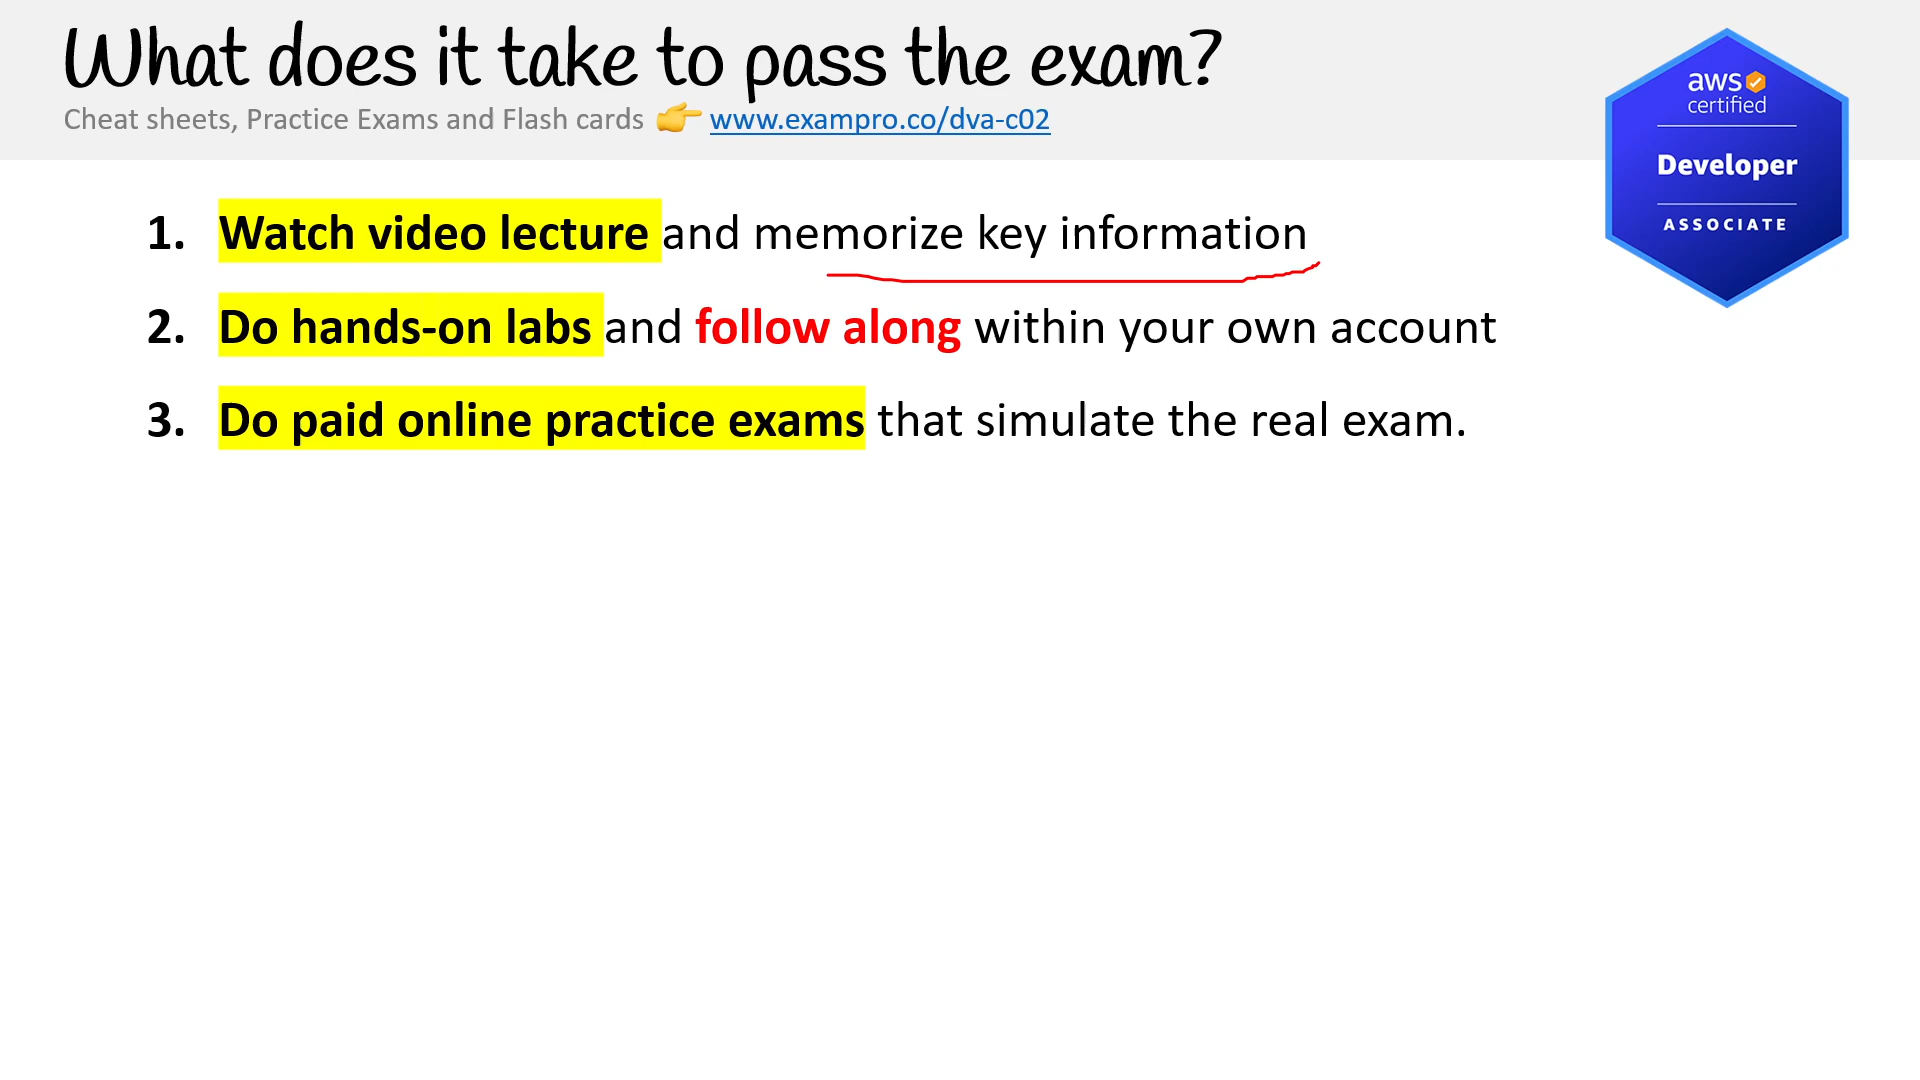 What does it take to pass the exam?
Cheat sheets, Practice Exams and Flash cards 👉 www.exampro.co/dva-c02
aws
certified
Developer
ASSOCIATE
1. Watch video lecture and memorize key information
2. Do hands-on labs and follow along within your own account
3. Do paid online practice exams that simulate the real exam.